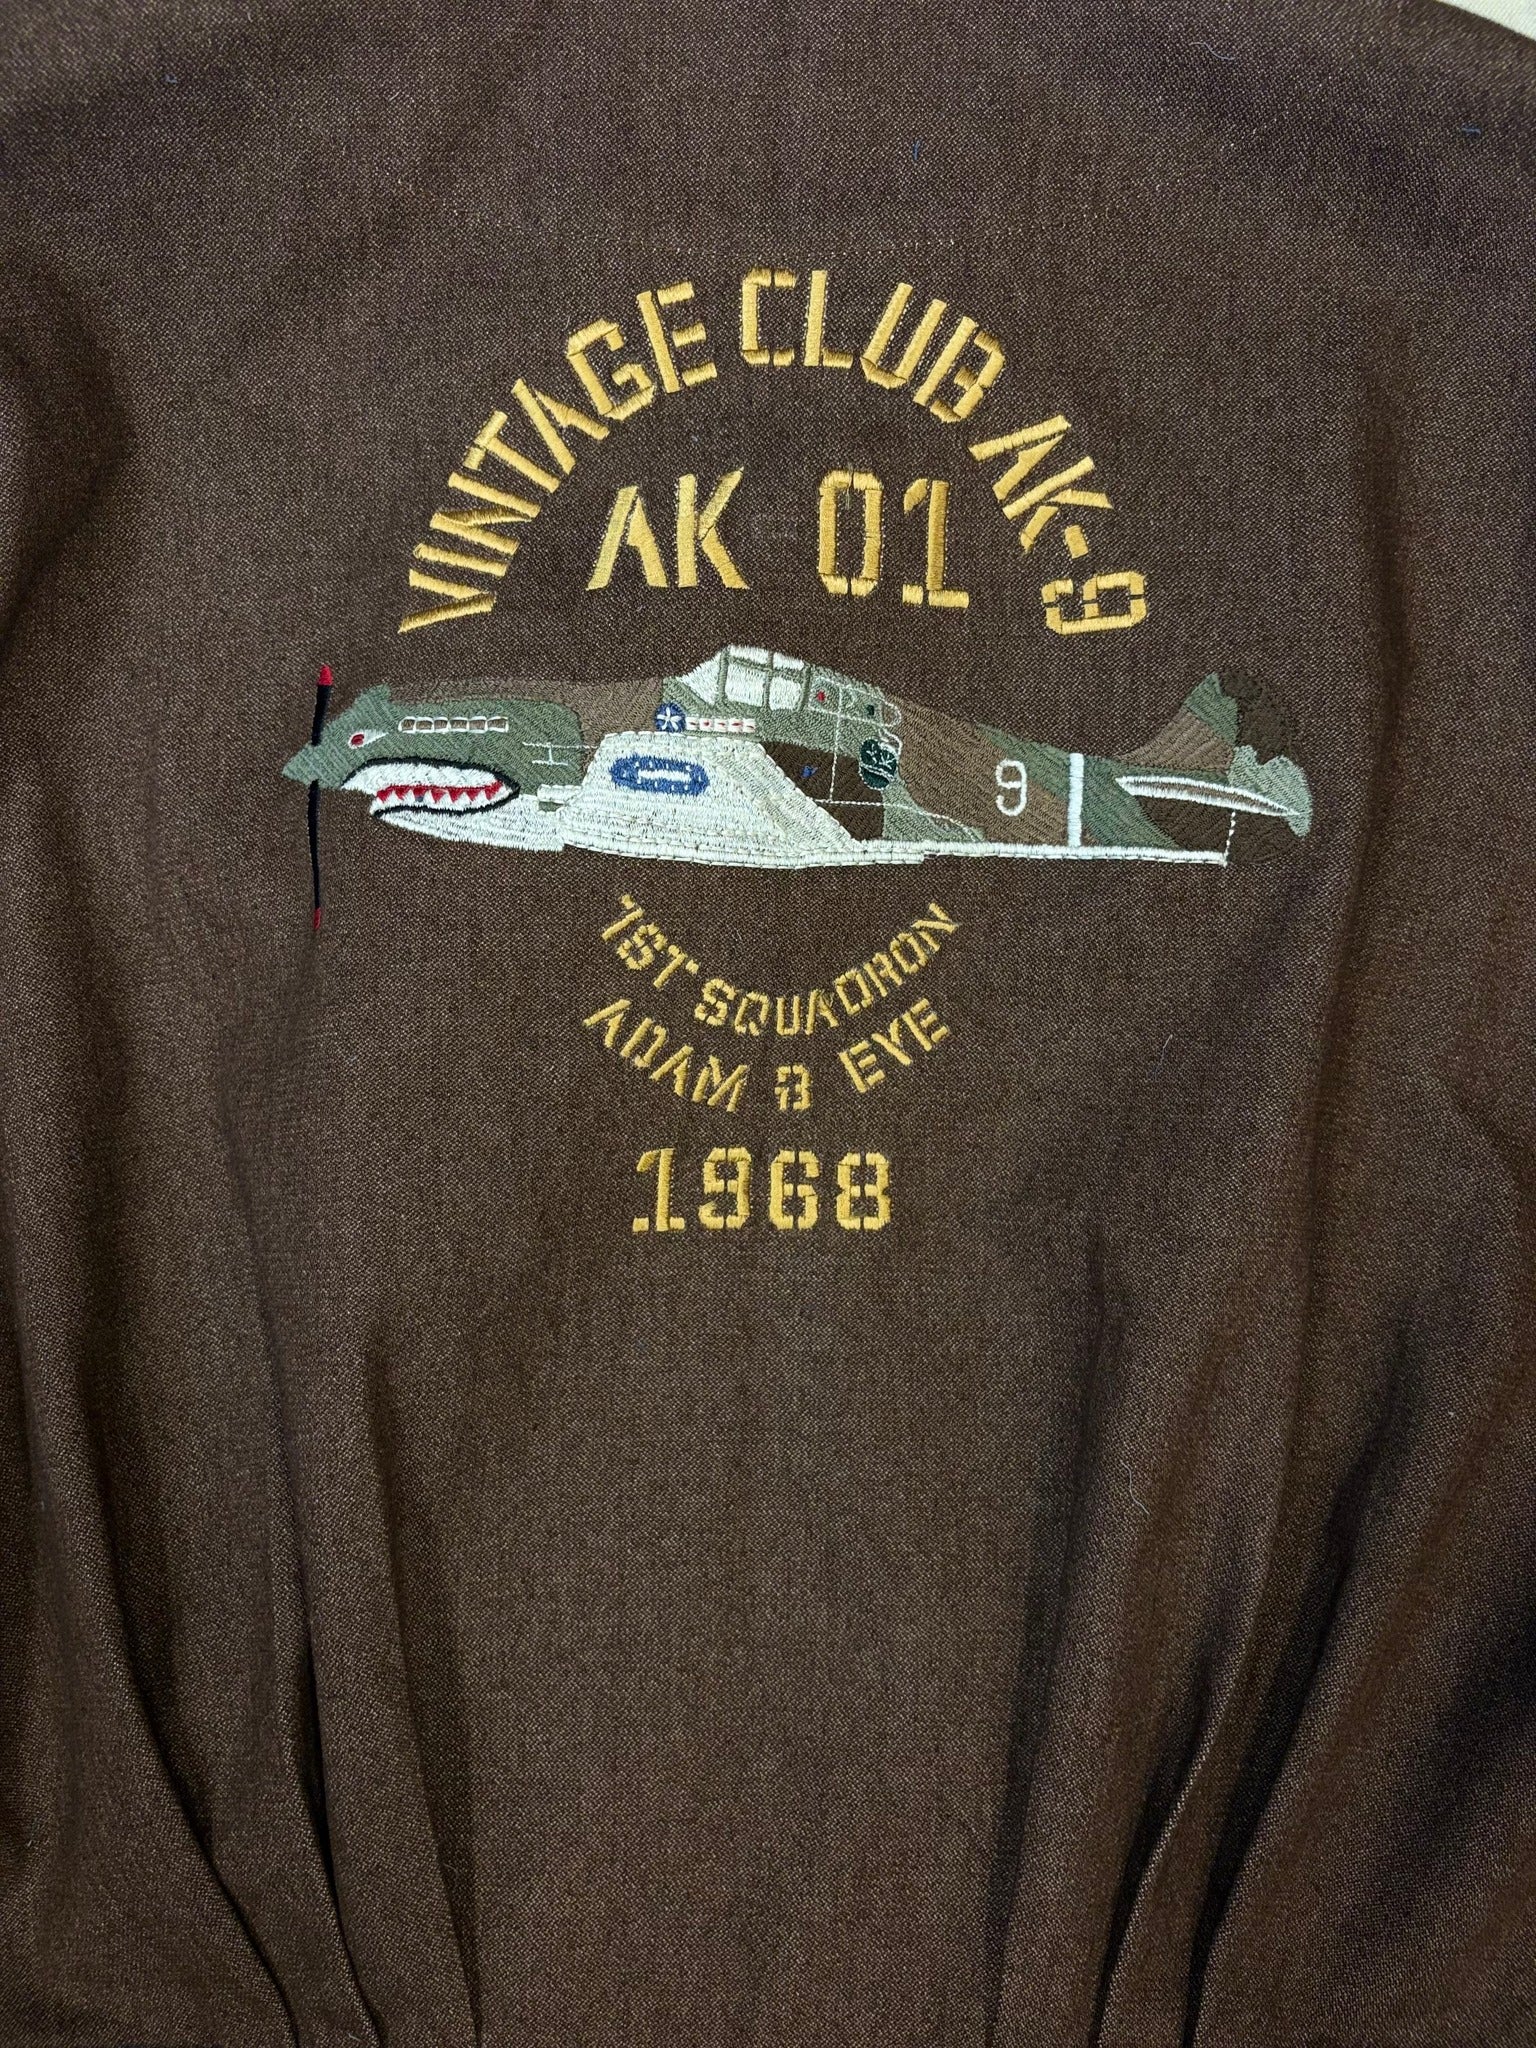 VINTAGE CLUB AK-9
AK 01
9
1ST SQUADRON
ADAM & EVE
1968